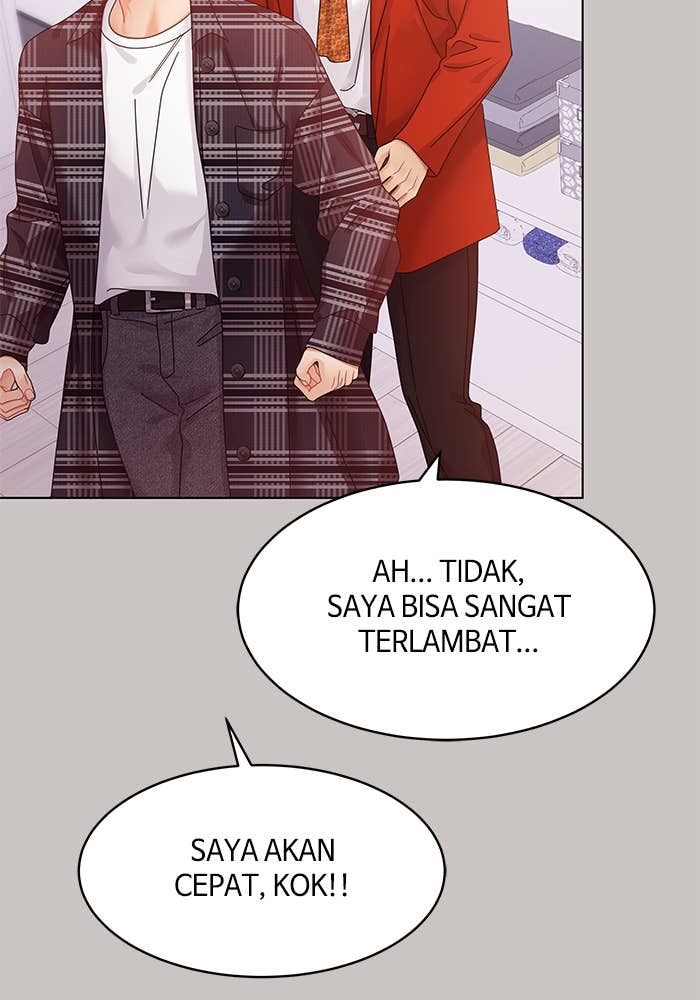 AH... TIDAK,
SAYA BISA SANGAT
TERLAMBAT...
SAYA AKAN
CEPAT, KOK!!